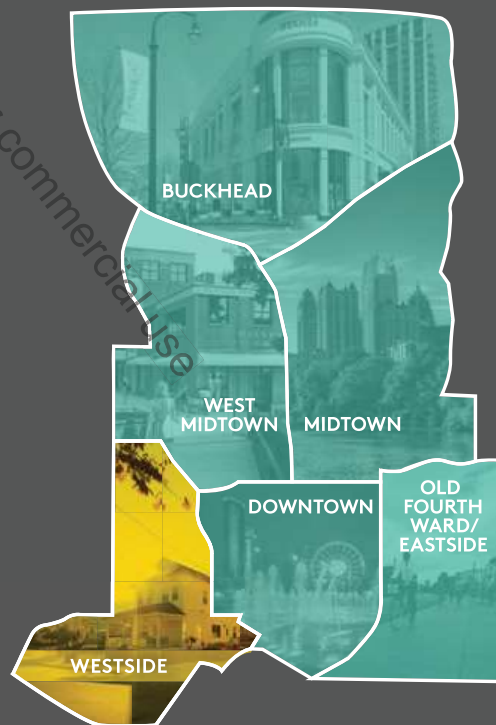 BUCKHEAD
commercial use
WEST
MIDTOWN
MIDTOWN
DOWNTOWN
OLD
FOURTH
WARD/
EASTSIDE
WESTSIDE